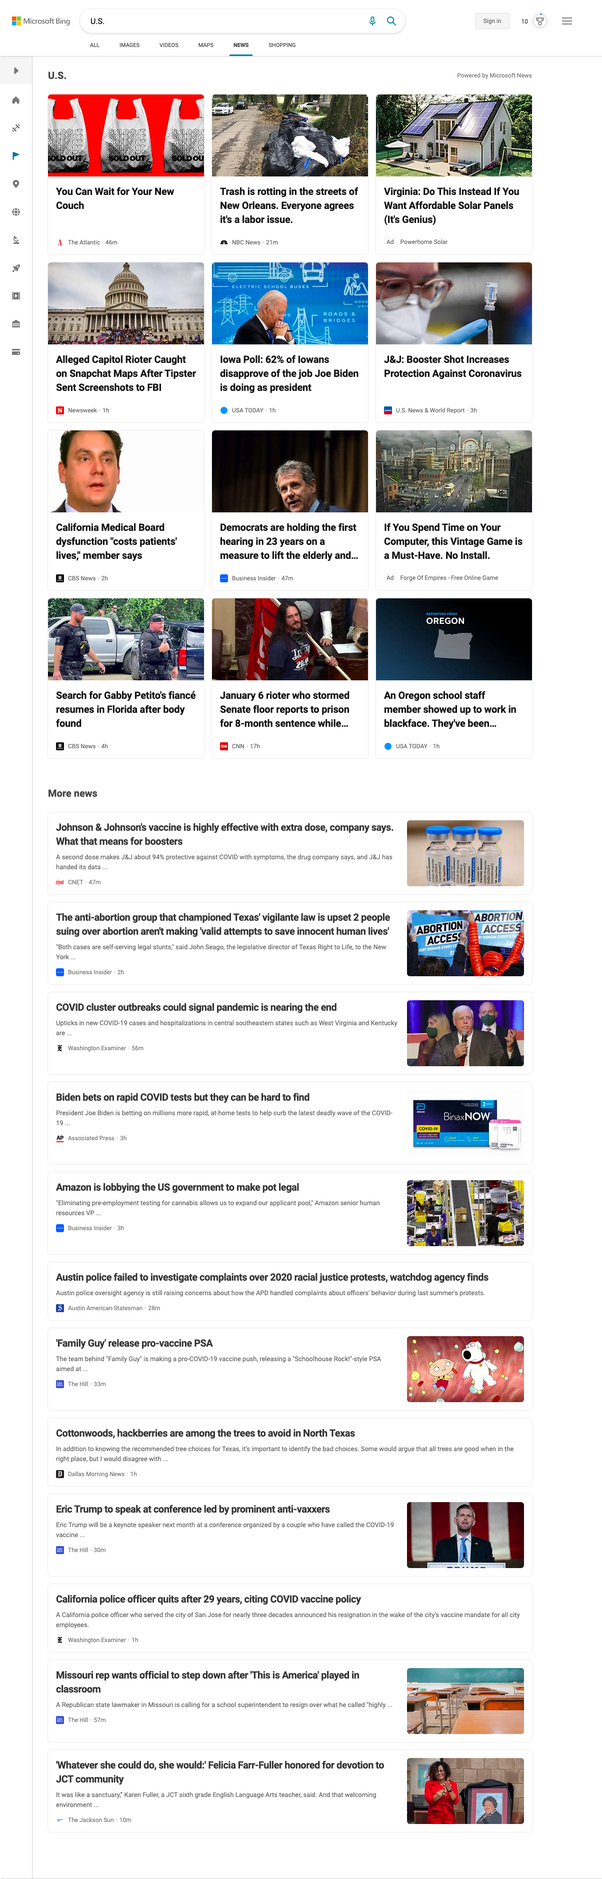 Microsoft Bing
U.S.
Sign in
10
ALL
IMAGES
VIDEOS
MAPS
NEWS
SHOPPING
U.S.
Powered by Microsoft News
SOLD OUT
SOLD OUT
SOLD OU
You Can Wait for Your New
Couch
The Atlantic · 46m
Trash is rotting in the streets of
New Orleans. Everyone agrees
it's a labor issue.
NBC News · 21m
Virginia: Do This Instead If You
Want Affordable Solar Panels
(It's Genius)
Ad Powerhome Solar
Alleged Capitol Rioter Caught
on Snapchat Maps After Tipster
Sent Screenshots to FBI
Newsweek · 1h
ELECTRIC SCHOOL BUSES
ROADS &
BRIDGES
Iowa Poll: 62% of Iowans
disapprove of the job Joe Biden
is doing as president
USA TODAY · 1h
J&J: Booster Shot Increases
Protection Against Coronavirus
U.S. News & World Report · 3h
California Medical Board
dysfunction "costs patients'
lives," member says
CBS News · 2h
Democrats are holding the first
hearing in 23 years on a
measure to lift the elderly and...
Business Insider · 47m
If You Spend Time on Your
Computer, this Vintage Game is
a Must-Have. No Install.
Ad Forge Of Empires - Free Online Game
Search for Gabby Petito's fiancé
resumes in Florida after body
found
CBS News · 4h
January 6 rioter who stormed
Senate floor reports to prison
for 8-month sentence while...
CNN · 17h
REPORTING FROM
OREGON
An Oregon school staff
member showed up to work in
blackface. They've been...
USA TODAY · 1h
More news
Johnson & Johnson's vaccine is highly effective with extra dose, company says.
What that means for boosters
A second dose makes J&J about 94% protective against COVID with symptoms, the drug company says, and J&J has
handed its data ...
CNET · 47m
The anti-abortion group that championed Texas' vigilante law is upset 2 people
suing over abortion aren't making 'valid attempts to save innocent human lives'
"Both cases are self-serving legal stunts," said John Seago, the legislative director of Texas Right to Life, to the New
York ...
Business Insider · 2h
ABORTION
ACCESS
ABORTION
ACCESS
COVID cluster outbreaks could signal pandemic is nearing the end
Upticks in new COVID-19 cases and hospitalizations in central southeastern states such as West Virginia and Kentucky
are ...
Washington Examiner · 56m
Biden bets on rapid COVID tests but they can be hard to find
President Joe Biden is betting on millions more rapid, at-home tests to help curb the latest deadly wave of the COVID-
19 ...
AP Associated Press · 3h
BinaxNOW
COVID-19
Amazon is lobbying the US government to make pot legal
"Eliminating pre-employment testing for cannabis allows us to expand our applicant pool," Amazon senior human
resources VP ...
Business Insider · 3h
Austin police failed to investigate complaints over 2020 racial justice protests, watchdog agency finds
Austin police oversight agency is still raising concerns about how the APD handled complaints about officers' behavior during last summer's protests.
Austin American-Statesman · 28m
'Family Guy' release pro-vaccine PSA
The team behind "Family Guy" is making a pro-COVID-19 vaccine push, releasing a "Schoolhouse Rock!"-style PSA
aimed at ...
The Hill · 33m
Cottonwoods, hackberries are among the trees to avoid in North Texas
In addition to knowing the recommended tree choices for Texas, it's important to identify the bad choices. Some would argue that all trees are good when in the
right place, but I would disagree with ...
Dallas Morning News · 1h
Eric Trump to speak at conference led by prominent anti-vaxxers
Eric Trump will be a keynote speaker next month at a conference organized by a couple who have called the COVID-19
vaccine ...
The Hill · 30m
California police officer quits after 29 years, citing COVID vaccine policy
A California police officer who served the city of San Jose for nearly three decades announced his resignation in the wake of the city's vaccine mandate for all city
employees.
Washington Examiner · 1h
Missouri rep wants official to step down after 'This is America' played in
classroom
A Republican state lawmaker in Missouri is calling for a school superintendent to resign over what he called "highly ...
The Hill · 57m
'Whatever she could do, she would:' Felicia Farr-Fuller honored for devotion to
JCT community
It was like a sanctuary," Karen Fuller, a JCT sixth grade English Language Arts teacher, said. And that welcoming
environment ...
The Jackson Sun · 10m